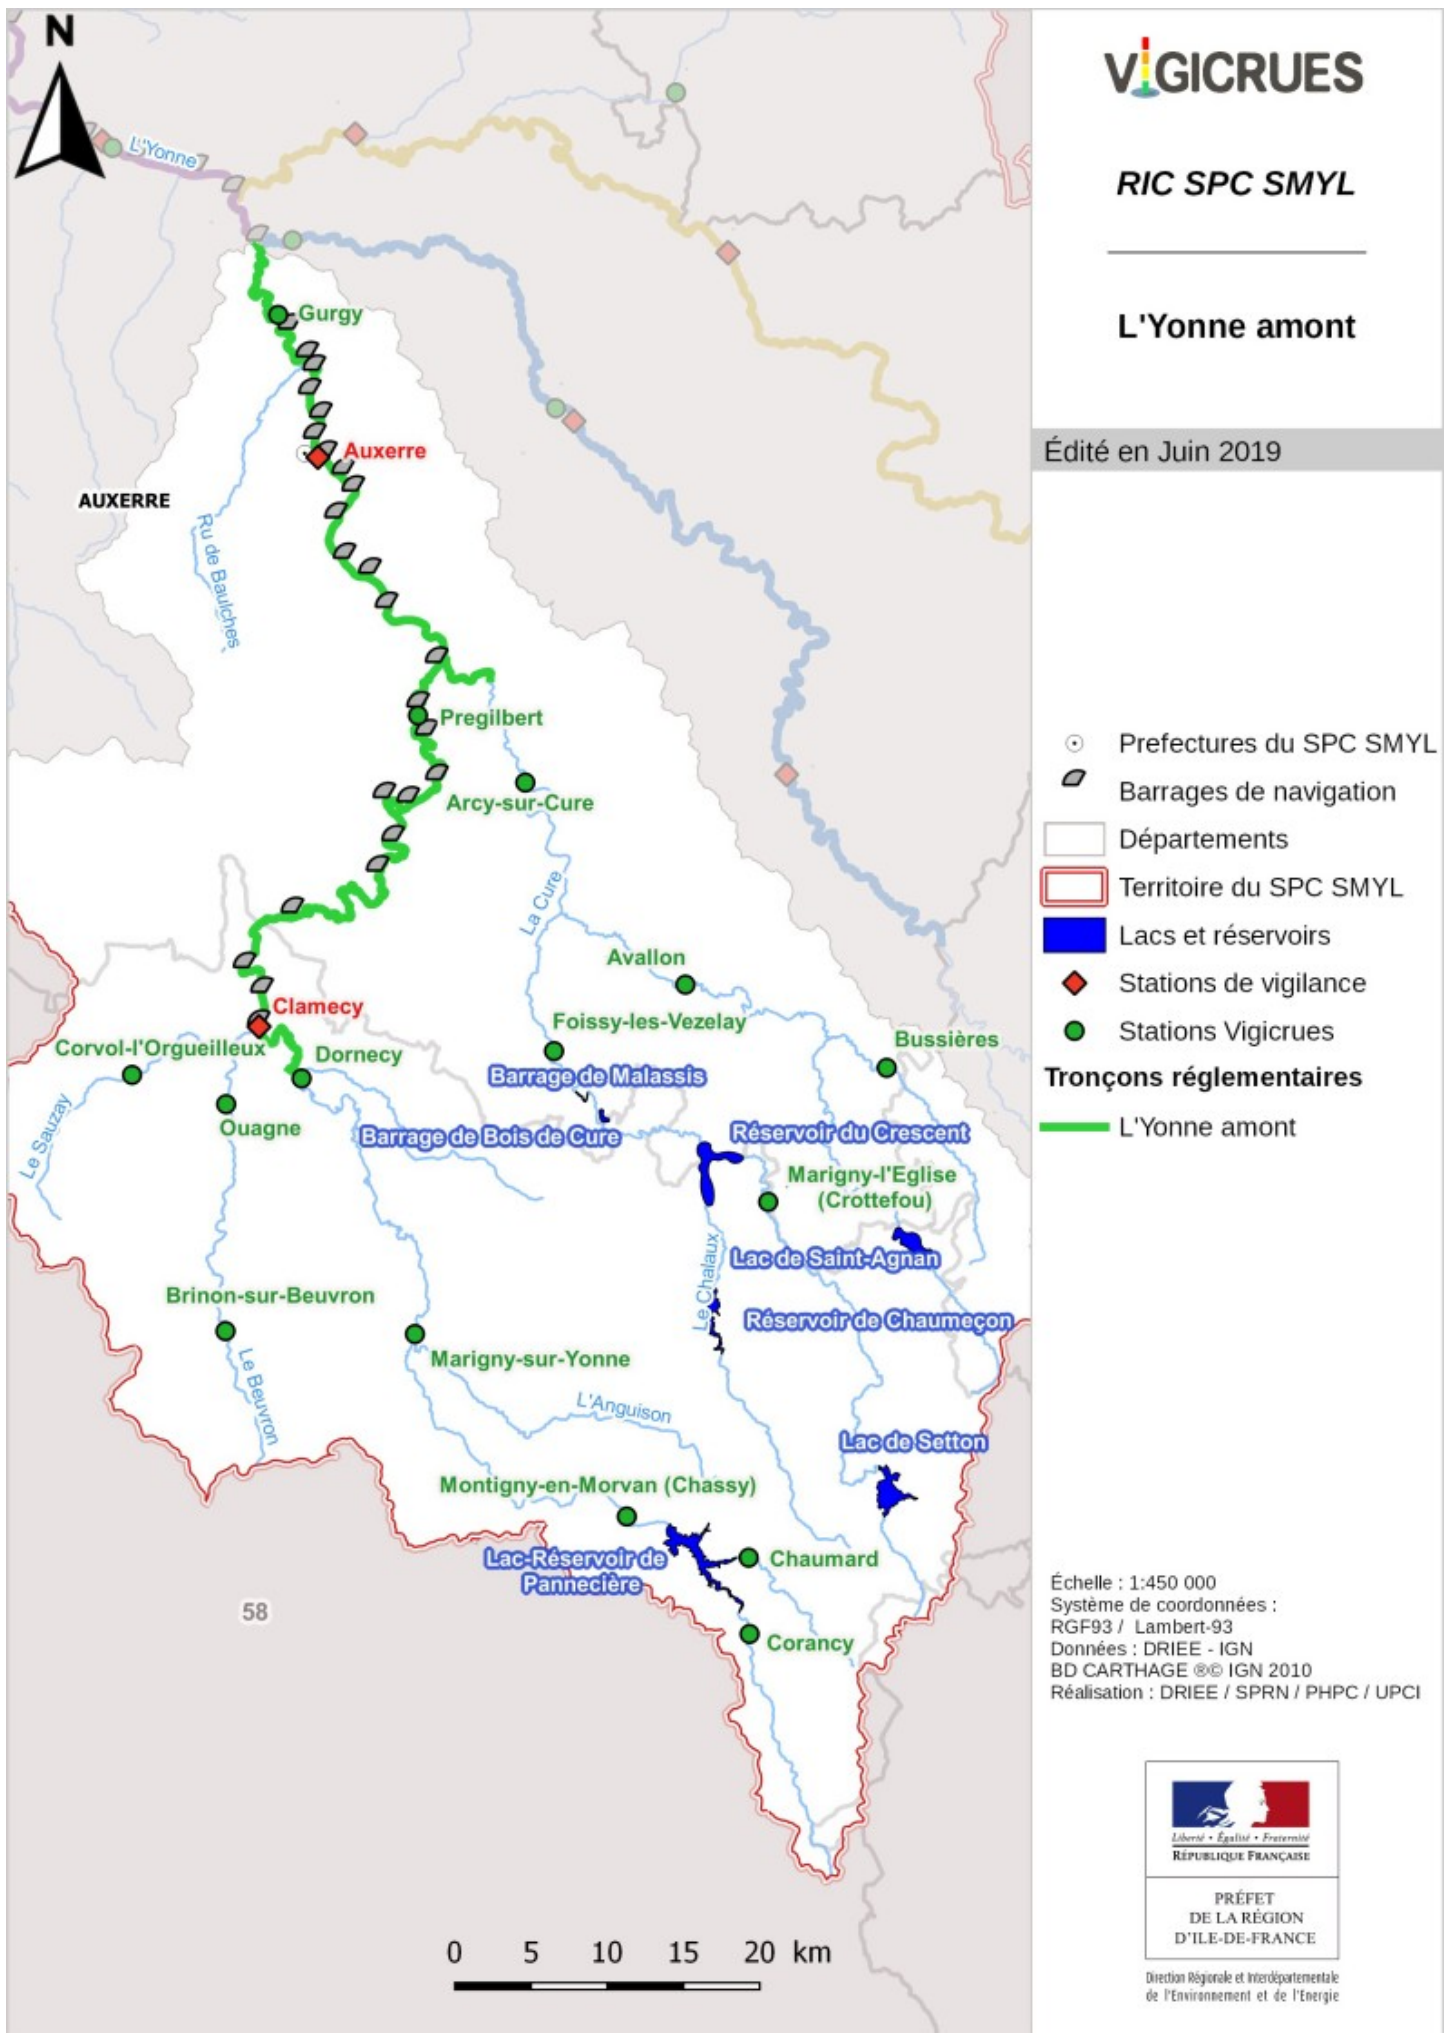 N
L'Yonne
Gurgy
Auxerre
AUXERRE
Ru de Baulches
Pregilbert
Arcy-sur-Cure
La Cure
Avallon
Clamecy
Foissy-les-Vezelay
Bussières
Corvol-l'Orgueilleux
Dornecy
Barrage de Malassis
Le Sauzay
Ouagne
Barrage de Bois de Cure
Réservoir du Crescent
Marigny-l'Eglise
(Crottefou)
Le Chalaux
Lac de Saint-Agnan
Brinon-sur-Beuvron
Réservoir de Chaumeçon
Le Beuvron
Marigny-sur-Yonne
L'Anguison
Lac de Setton
Montigny-en-Morvan (Chassy)
Lac-Réservoir de
Pannecière
Chaumard
58
Corancy
0 5 10 15 20 km
VIGICRUES
RIC SPC SMYL
L'Yonne amont
Édité en Juin 2019
Prefectures du SPC SMYL
Barrages de navigation
Départements
Territoire du SPC SMYL
Lacs et réservoirs
Stations de vigilance
Stations Vigicrues
Tronçons réglementaires
L'Yonne amont
Échelle : 1:450 000
Système de coordonnées :
RGF93 / Lambert-93
Données : DRIEE - IGN
BD CARTHAGE ®© IGN 2010
Réalisation : DRIEE / SPRN / PHPC / UPCI
Liberté • Égalité • Fraternité
RÉPUBLIQUE FRANÇAISE
PRÉFET
DE LA RÉGION
D'ILE-DE-FRANCE
Direction Régionale et Interdépartementale
de l'Environnement et de l'Energie